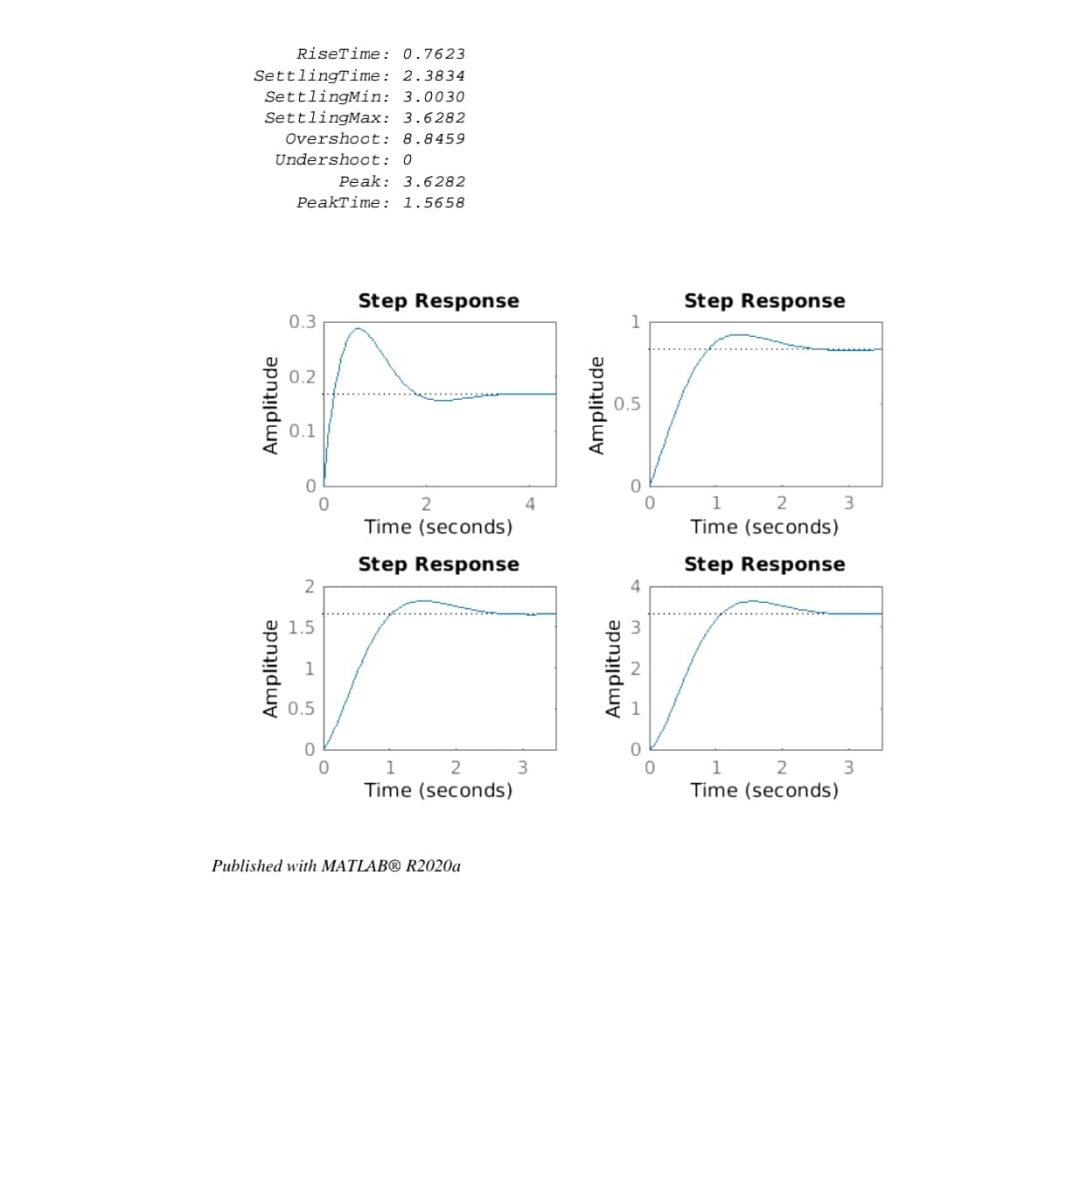 RiseTime: 0.7623
SettlingTime: 2.3834
SettlingMin: 3.0030
SettlingMax: 3.6282
Overshoot: 8.8459
Undershoot: 0
Peak: 3.6282
PeakTime: 1.5658
Step Response
0.3
0.2
0.1
0
Amplitude
0 2 4
Time (seconds)
Step Response
1
0.5
0
Amplitude
0 1 2 3
Time (seconds)
Step Response
2
1.5
1
0.5
0
Amplitude
0 1 2 3
Time (seconds)
Step Response
4
3
2
1
0
Amplitude
0 1 2 3
Time (seconds)
Published with MATLAB® R2020a